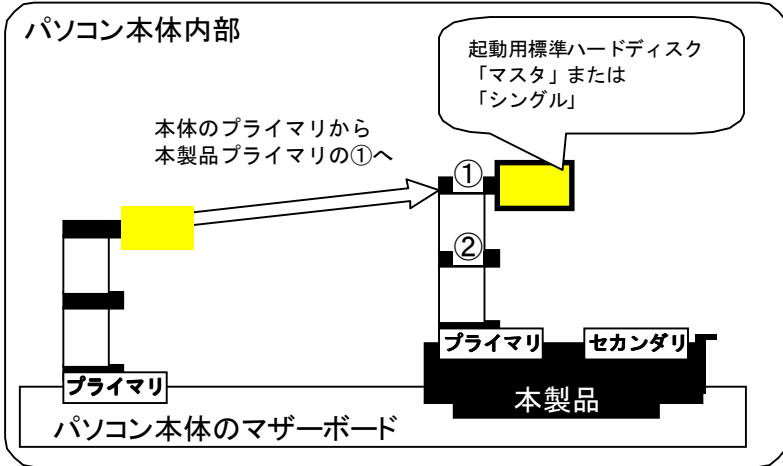 パソコン本体内部
起動用標準ハードディスク
「マスタ」または
「シングル」
本体のプライマリから
本製品プライマリの①へ
①
②
プライマリ
セカンダリ
プライマリ
本製品
パソコン本体のマザーボード